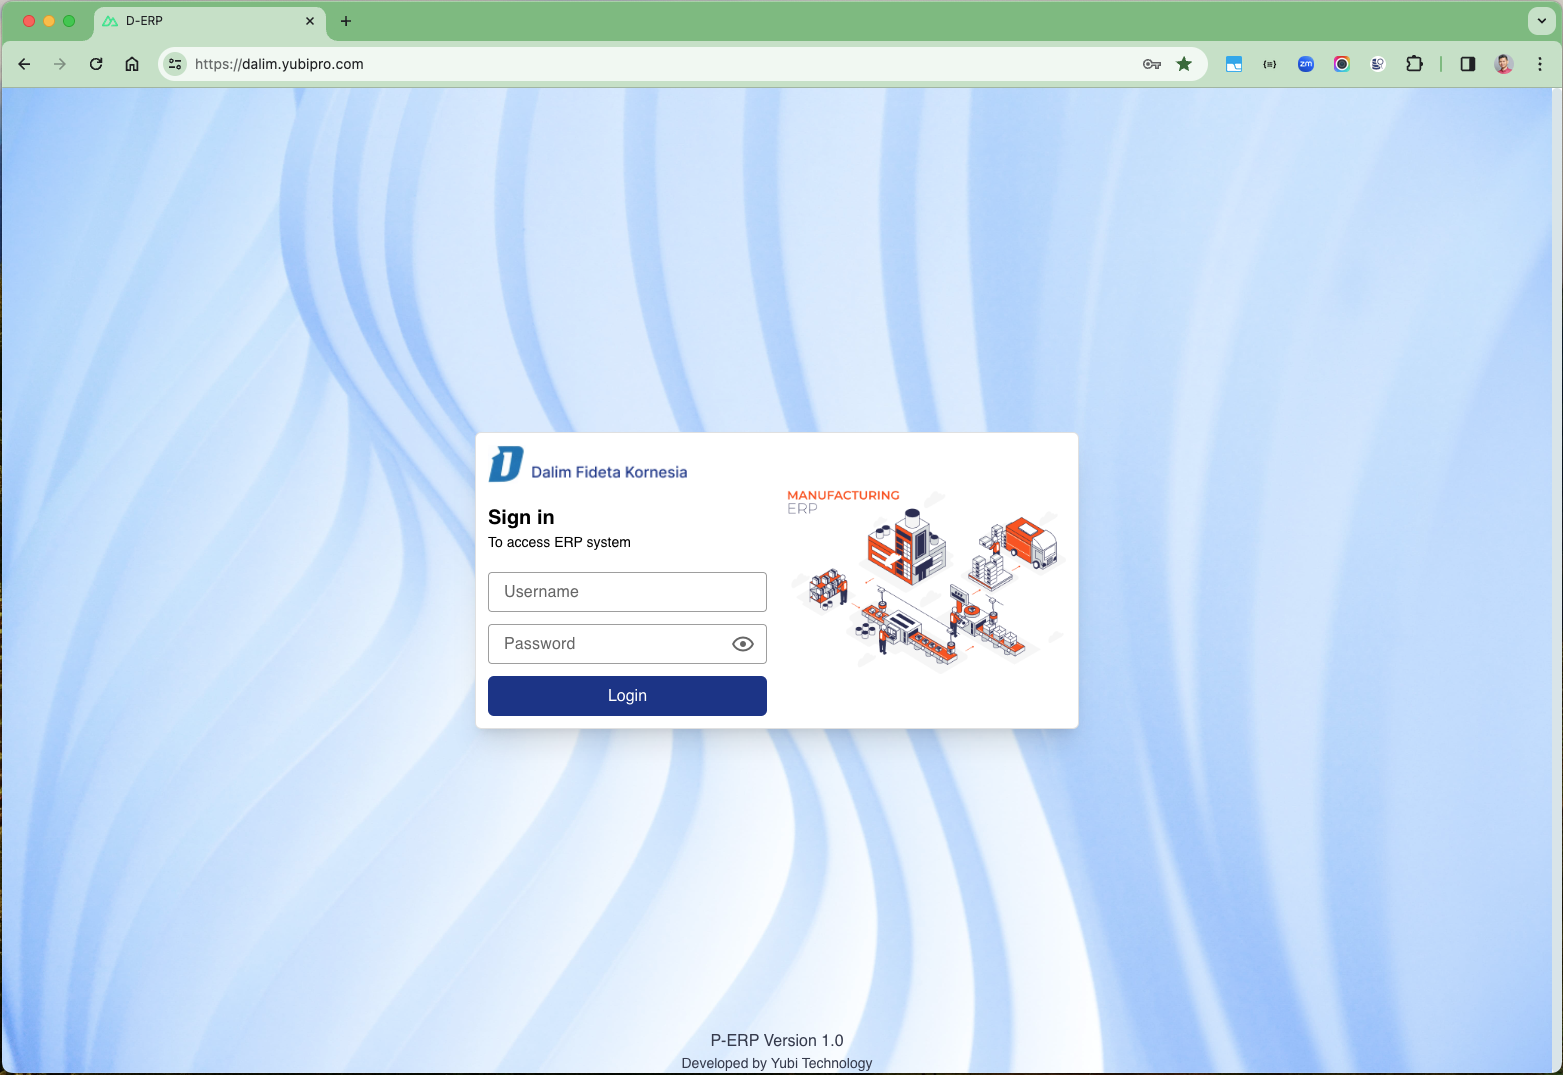 D-ERP
https://dalim.yubipro.com
zm
Dalim Fideta Kornesia
Sign in
To access ERP system
Username
Password
Login
MANUFACTURING
ERP
P-ERP Version 1.0
Developed by Yubi Technology